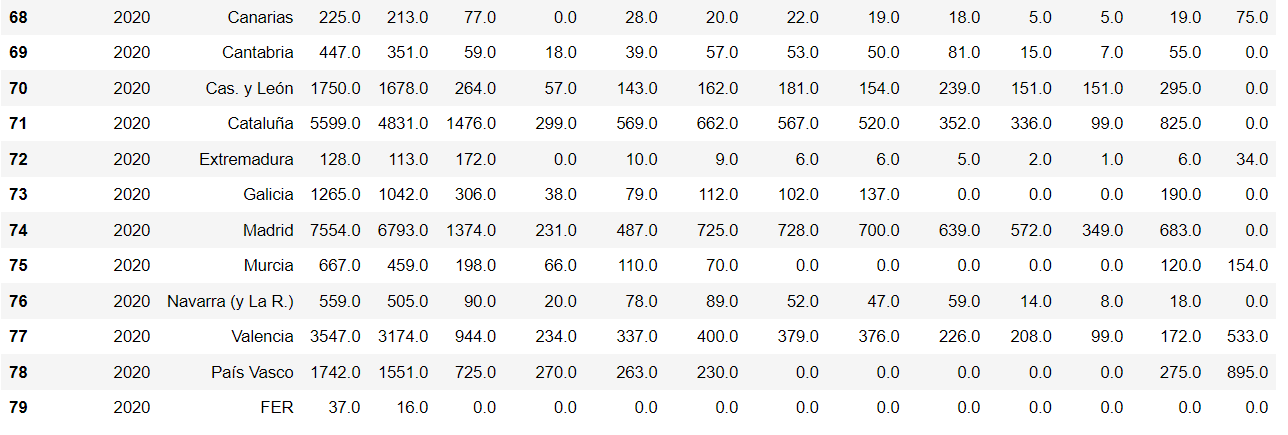 68 2020 Canarias 225.0 213.0 77.0 0.0 28.0 20.0 22.0 19.0 18.0 5.0 5.0 19.0 75.0
69 2020 Cantabria 447.0 351.0 59.0 18.0 39.0 57.0 53.0 50.0 81.0 15.0 7.0 55.0 0.0
70 2020 Cas. y León 1750.0 1678.0 264.0 57.0 143.0 162.0 181.0 154.0 239.0 151.0 151.0 295.0 0.0
71 2020 Cataluña 5599.0 4831.0 1476.0 299.0 569.0 662.0 567.0 520.0 352.0 336.0 99.0 825.0 0.0
72 2020 Extremadura 128.0 113.0 172.0 0.0 10.0 9.0 6.0 6.0 5.0 2.0 1.0 6.0 34.0
73 2020 Galicia 1265.0 1042.0 306.0 38.0 79.0 112.0 102.0 137.0 0.0 0.0 0.0 190.0 0.0
74 2020 Madrid 7554.0 6793.0 1374.0 231.0 487.0 725.0 728.0 700.0 639.0 572.0 349.0 683.0 0.0
75 2020 Murcia 667.0 459.0 198.0 66.0 110.0 70.0 0.0 0.0 0.0 0.0 0.0 120.0 154.0
76 2020 Navarra (y La R.) 559.0 505.0 90.0 20.0 78.0 89.0 52.0 47.0 59.0 14.0 8.0 18.0 0.0
77 2020 Valencia 3547.0 3174.0 944.0 234.0 337.0 400.0 379.0 376.0 226.0 208.0 99.0 172.0 533.0
78 2020 País Vasco 1742.0 1551.0 725.0 270.0 263.0 230.0 0.0 0.0 0.0 0.0 0.0 275.0 895.0
79 2020 FER 37.0 16.0 0.0 0.0 0.0 0.0 0.0 0.0 0.0 0.0 0.0 0.0 0.0